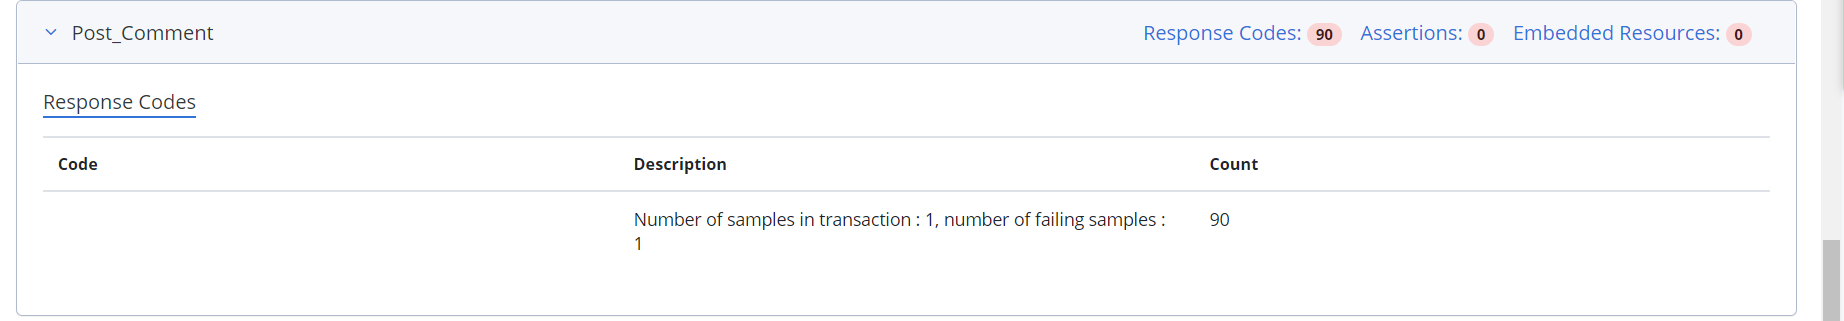 Post_Comment
Response Codes: 90 Assertions: 0 Embedded Resources: 0
Response Codes
Code Description Count
Number of samples in transaction : 1, number of failing samples : 90
1